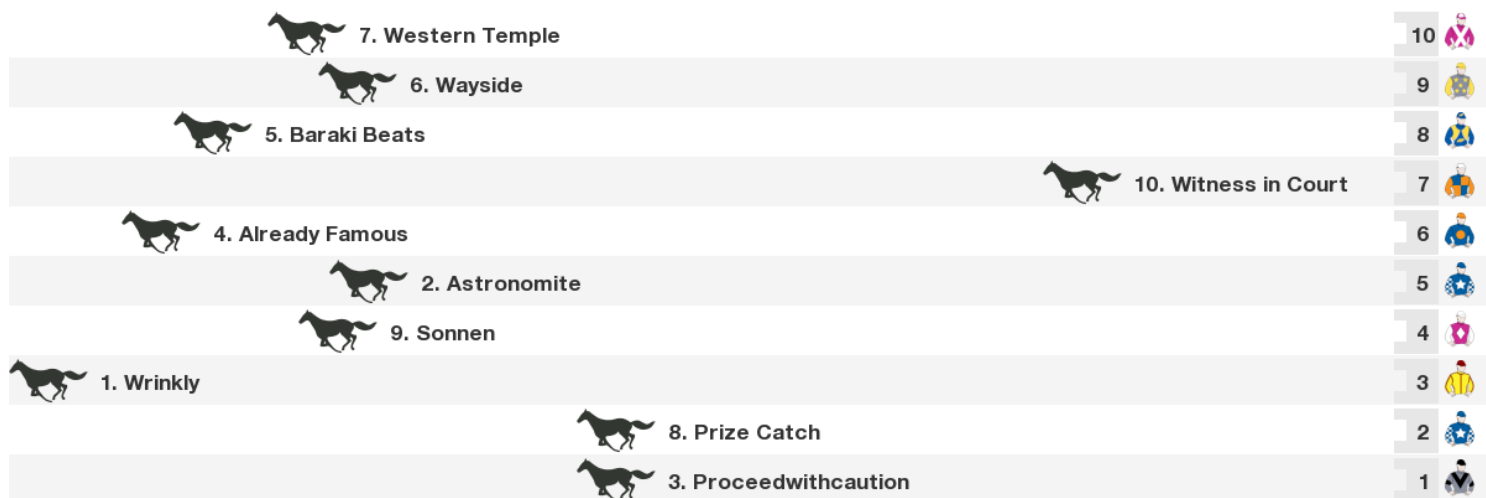 7. Western Temple 10
6. Wayside 9
5. Baraki Beats 8
10. Witness in Court 7
4. Already Famous 6
2. Astronomite 5
9. Sonnen 4
1. Wrinkly 3
8. Prize Catch 2
3. Proceedwithcaution 1